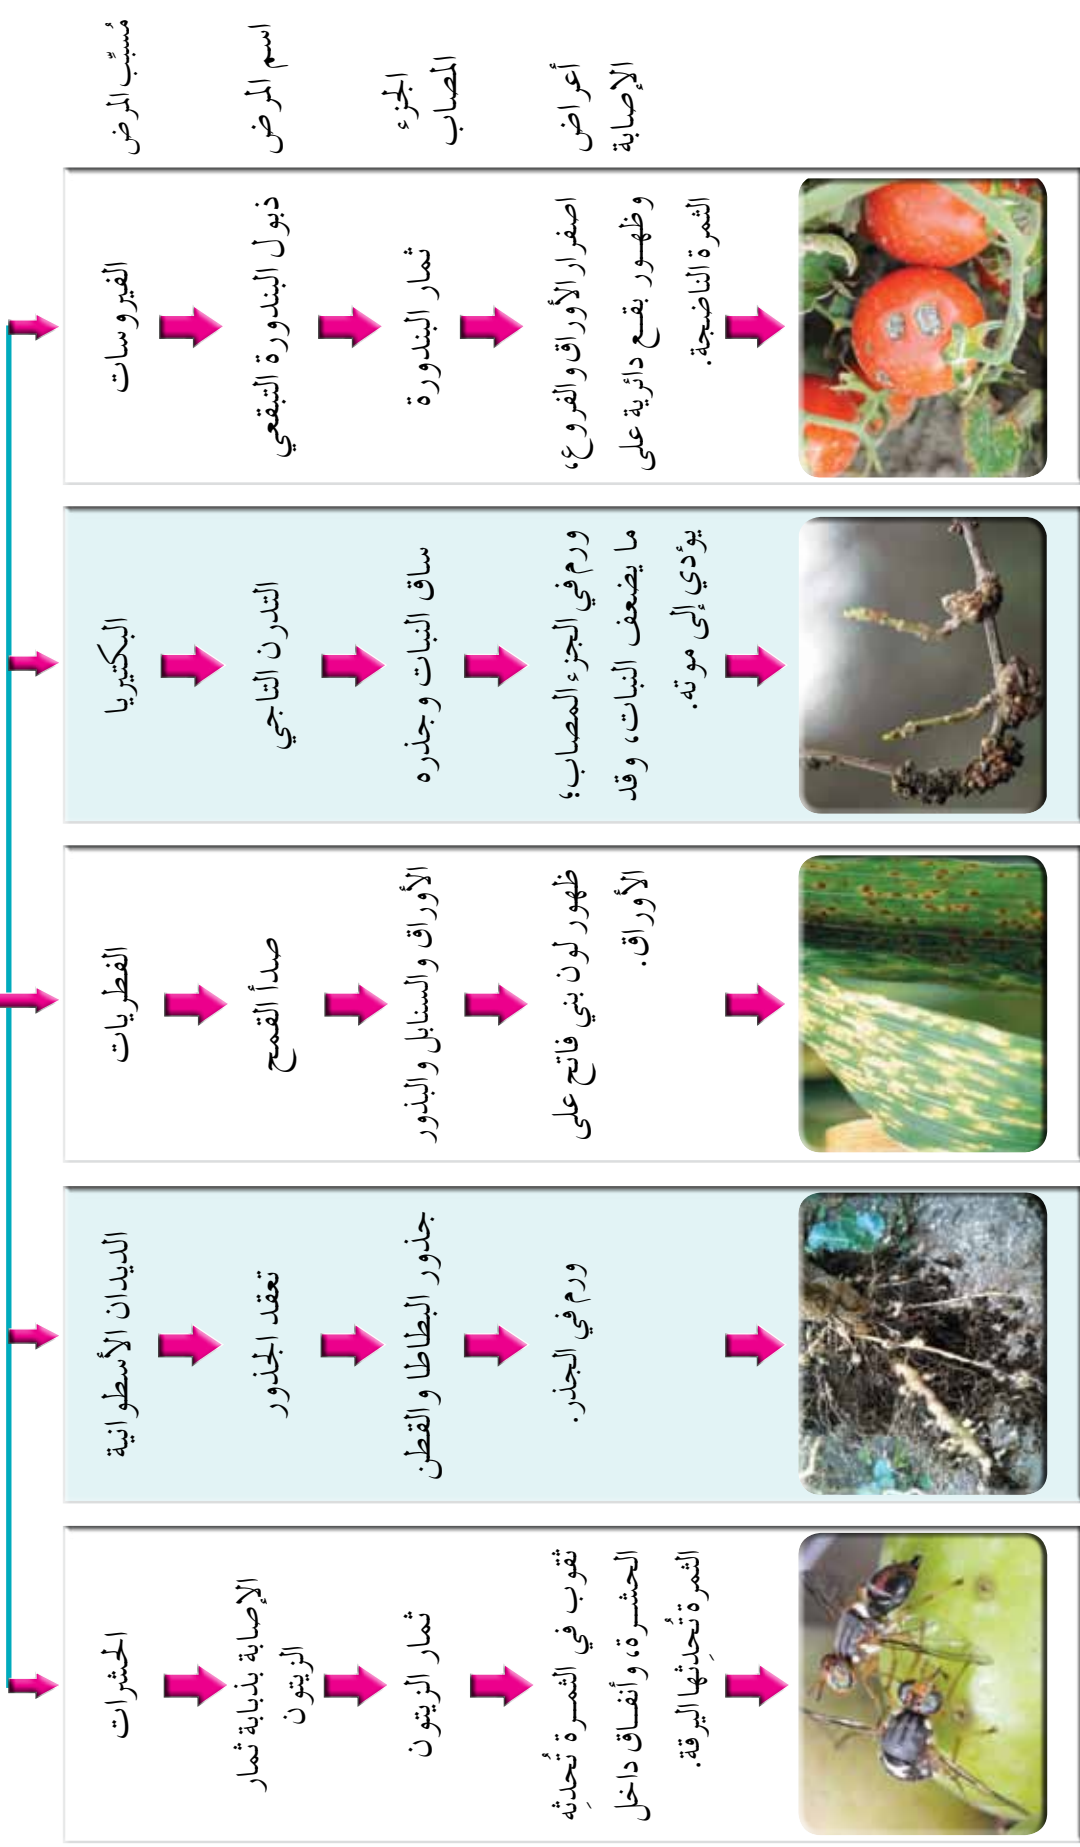 مُسبِّب المرض
اسم المرض
الجزء
المصاب
أعراض
الإصابة
الفيروسات
ذبول البندورة التبقعي
ثمار البندورة
اصفرار الأوراق والفروع،
وظهور بقع دائرية على
الثمرة الناضجة.
البكتيريا
التدرن التاجي
ساق النبات وجذره
ورم في الجزء المصاب؛
ما يضعف النبات، وقد
يؤدي إلى موته.
الفطريات
صدأ القمح
الأوراق والسنابل والبذور
ظهور لون بني فاتح على
الأوراق.
الديدان الأسطوانية
تعقد الجذور
جذور البطاطا والقطن
ورم في الجذر.
الحشرات
الإصابة بذبابة ثمار
الزيتون
ثمار الزيتون
ثقوب في الثمرة تُحدِثه
الحشرة، وأنفاق داخل
الثمرة تُحدِثها اليرقة.